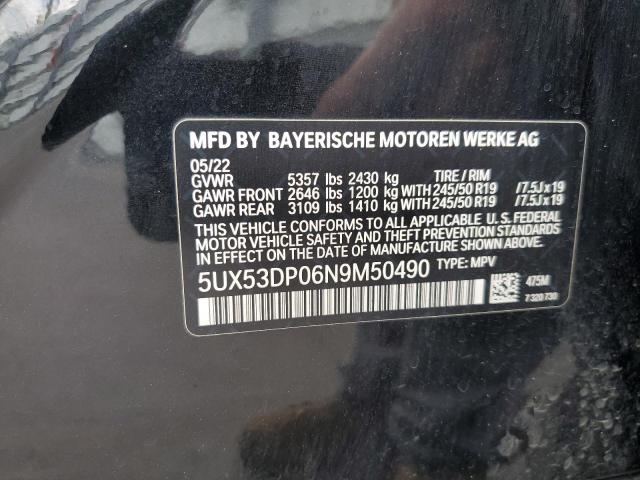 MFD BY BAYERISCHE MOTOREN WERKE AG
05/22
GVWR 5357 lbs 2430 kg TIRE / RIM
GAWR FRONT 2646 lbs 1200 kg WITH 245/50 R19 /7.5J x 19
GAWR REAR 3109 lbs 1410 kg WITH 245/50 R19 /7.5J x 19
THIS VEHICLE CONFORMS TO ALL APPLICABLE U.S. FEDERAL
MOTOR VEHICLE SAFETY AND THEFT PREVENTION STANDARDS
IN EFFECT ON THE DATE OF MANUFACTURE SHOWN ABOVE.
5UX53DP06N9M50490 TYPE: MPV
475M
7 320 730